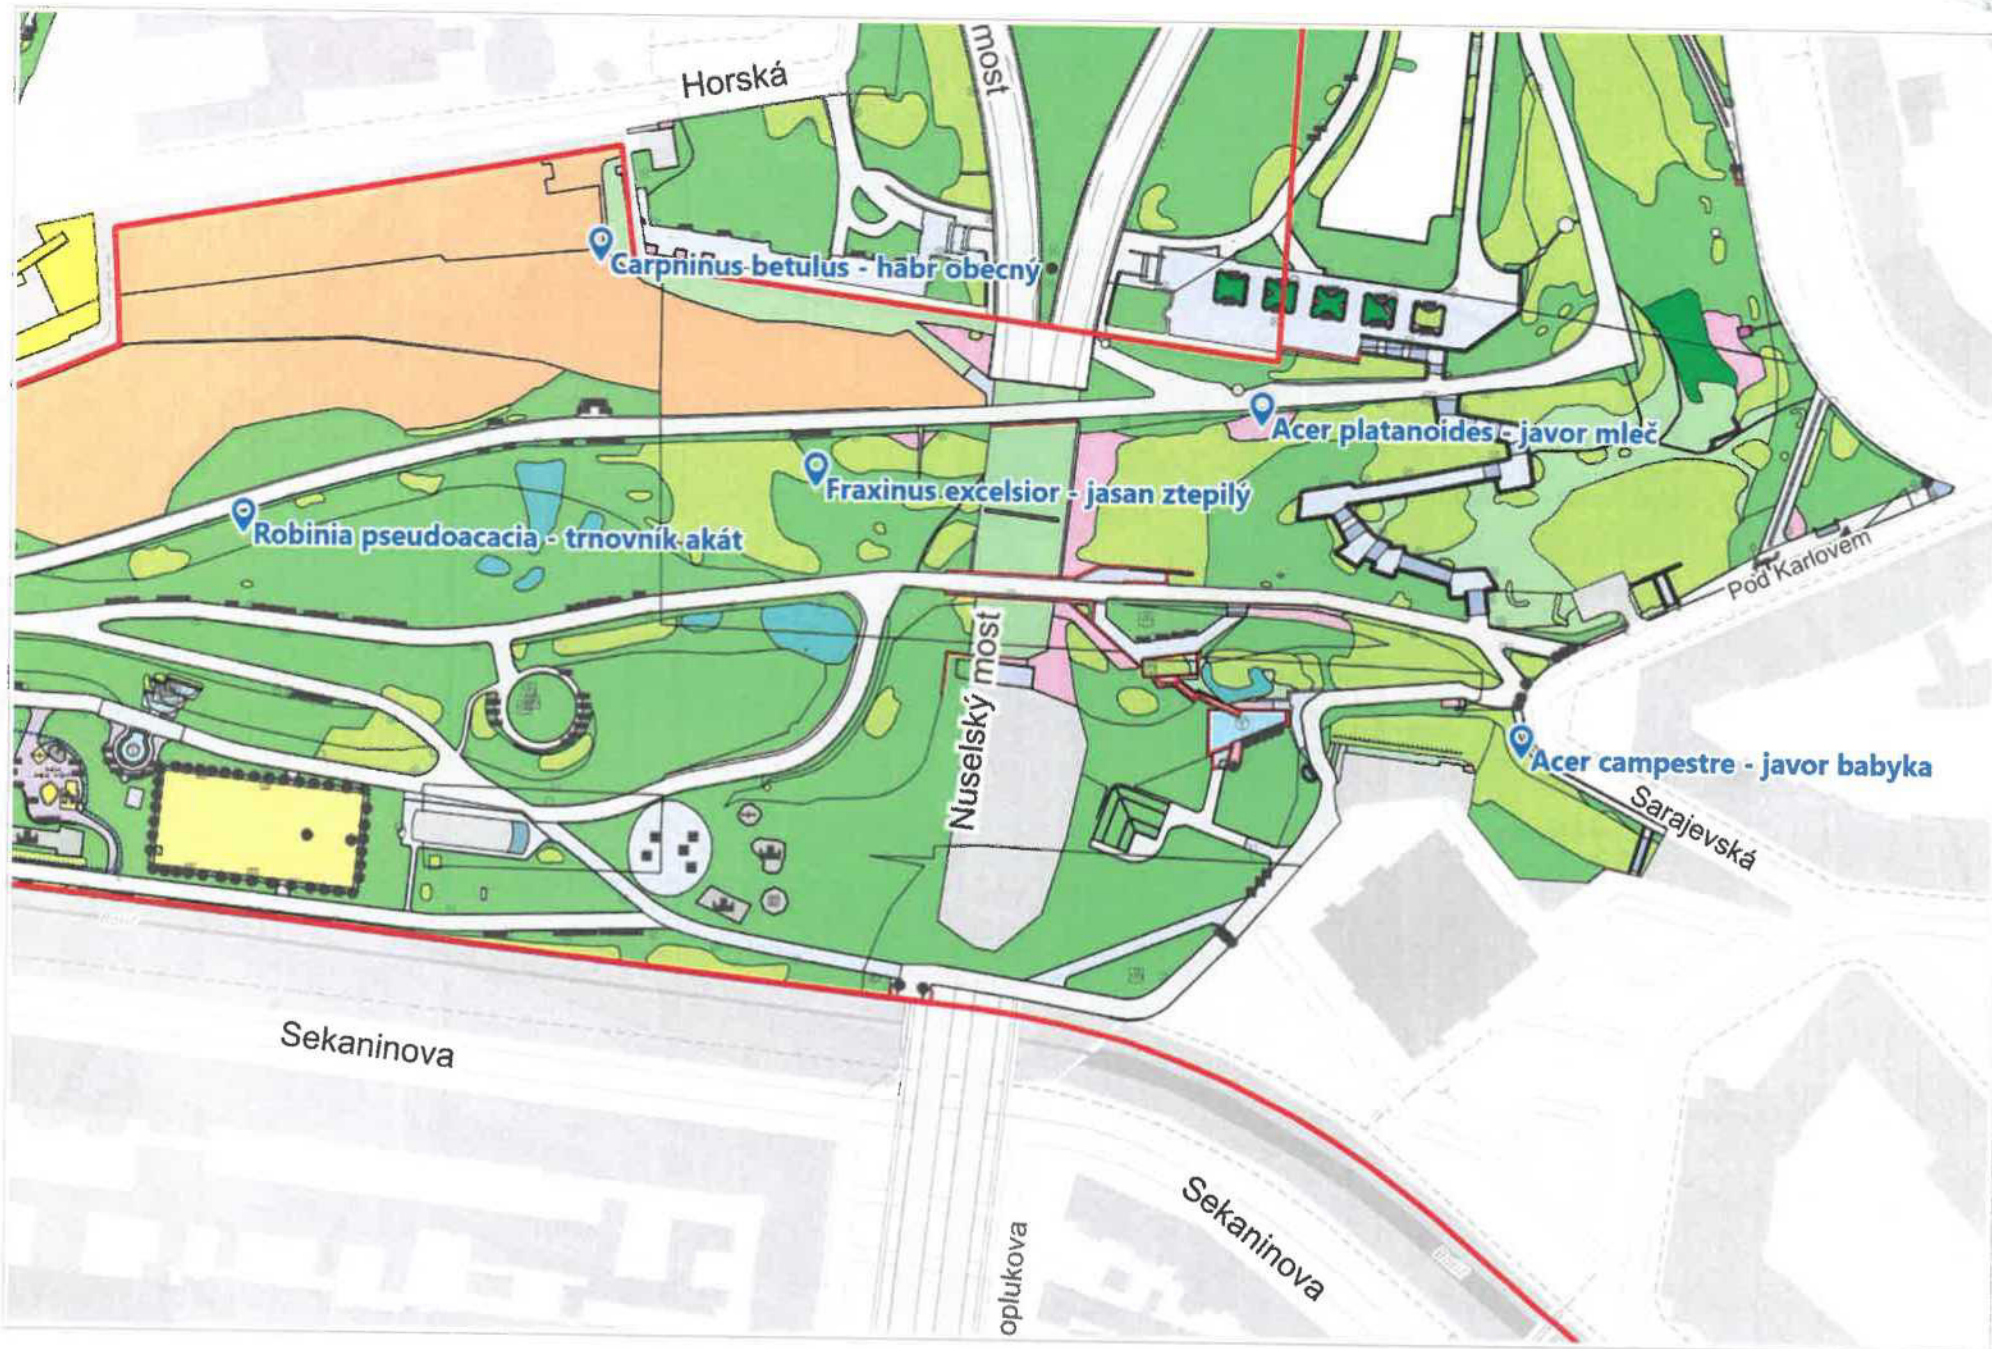 most
Horská
Carpninus betulus - habr obecný
Acer platanoides - javor mleč
Fraxinus excelsior - jasan ztepilý
Robinia pseudoacacia - trnovník akát
Pod Karlovem
Nuselský most
Acer campestre - javor babyka
Sarajevská
Sekaninova
Sekaninova
oplukova